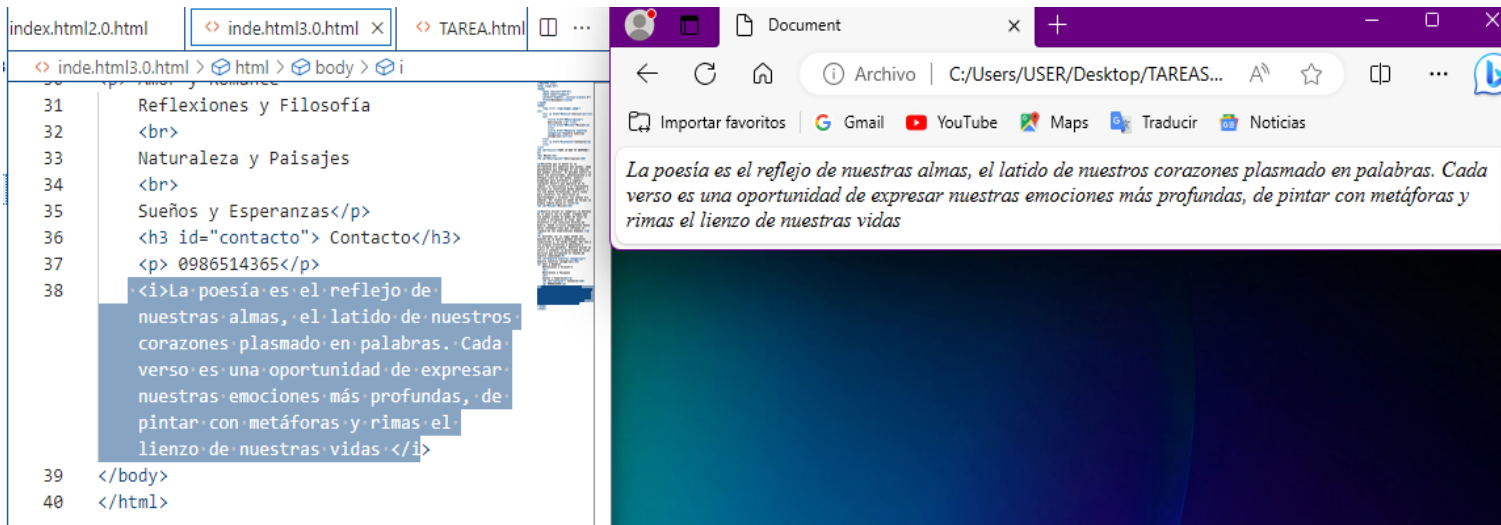 index.html2.0.html
inde.html3.0.html
TAREA.html
inde.html3.0.html > html > body > i
31 Reflexiones y Filosofía
32 <br>
33 Naturaleza y Paisajes
34 <br>
35 Sueños y Esperanzas</p>
36 <h3 id="contacto"> Contacto</h3>
37 <p> 0986514365</p>
38 <i>La poesía es el reflejo de
nuestras almas, el latido de nuestros
corazones plasmado en palabras. Cada
verso es una oportunidad de expresar
nuestras emociones más profundas, de
pintar con metáforas y rimas el
lienzo de nuestras vidas </i>
39 </body>
40 </html>
Document
Archivo | C:/Users/USER/Desktop/TAREAS...
Importar favoritos
Gmail
YouTube
Maps
Traducir
Noticias
La poesía es el reflejo de nuestras almas, el latido de nuestros corazones plasmado en palabras. Cada
verso es una oportunidad de expresar nuestras emociones más profundas, de pintar con metáforas y
rimas el lienzo de nuestras vidas